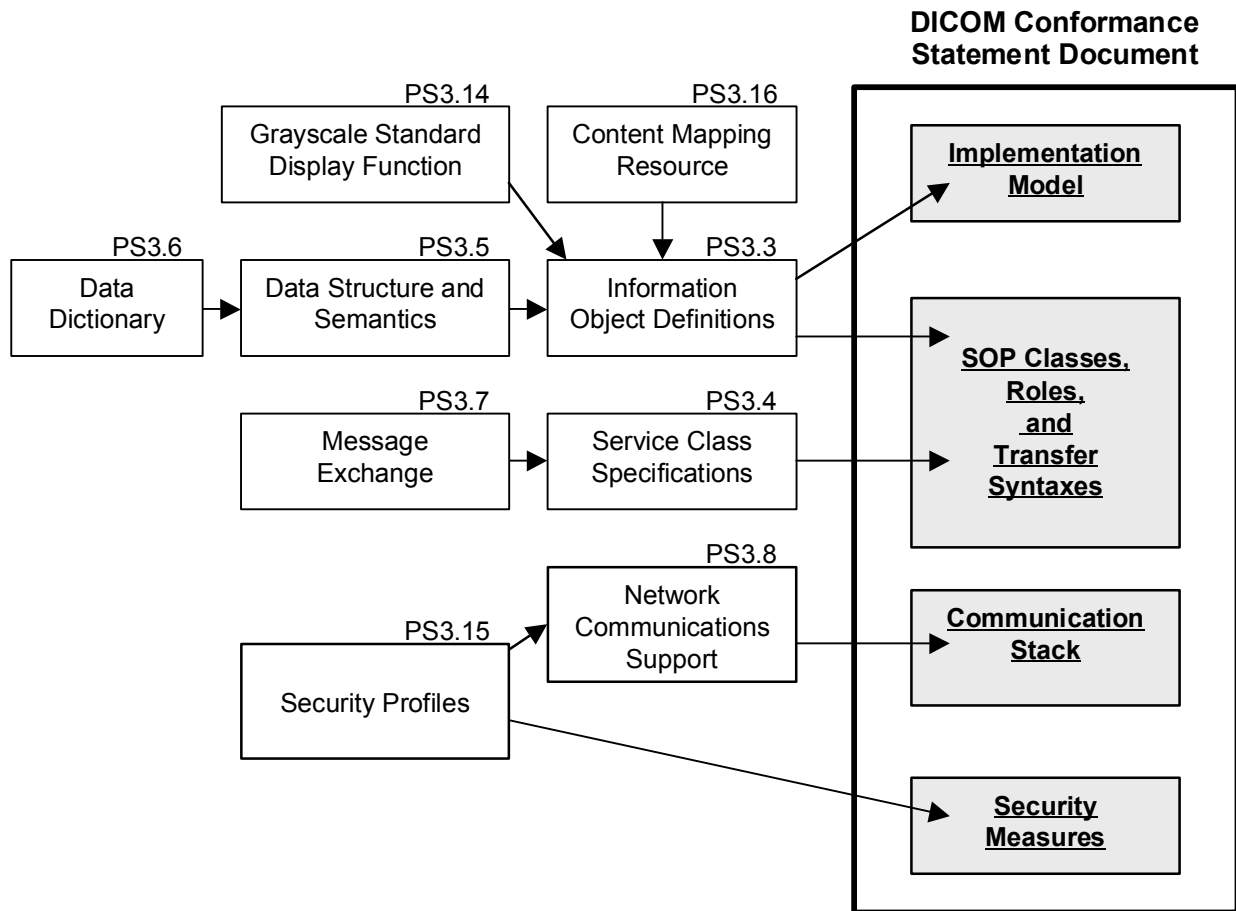 DICOM Conformance
Statement Document
PS3.14
Grayscale Standard
Display Function
PS3.16
Content Mapping
Resource
Implementation
Model
PS3.6
Data
Dictionary
PS3.5
Data Structure and
Semantics
PS3.3
Information
Object Definitions
SOP Classes,
Roles,
and
Transfer
Syntaxes
PS3.7
Message
Exchange
PS3.4
Service Class
Specifications
PS3.8
Network
Communications
Support
Communication
Stack
PS3.15
Security Profiles
Security
Measures